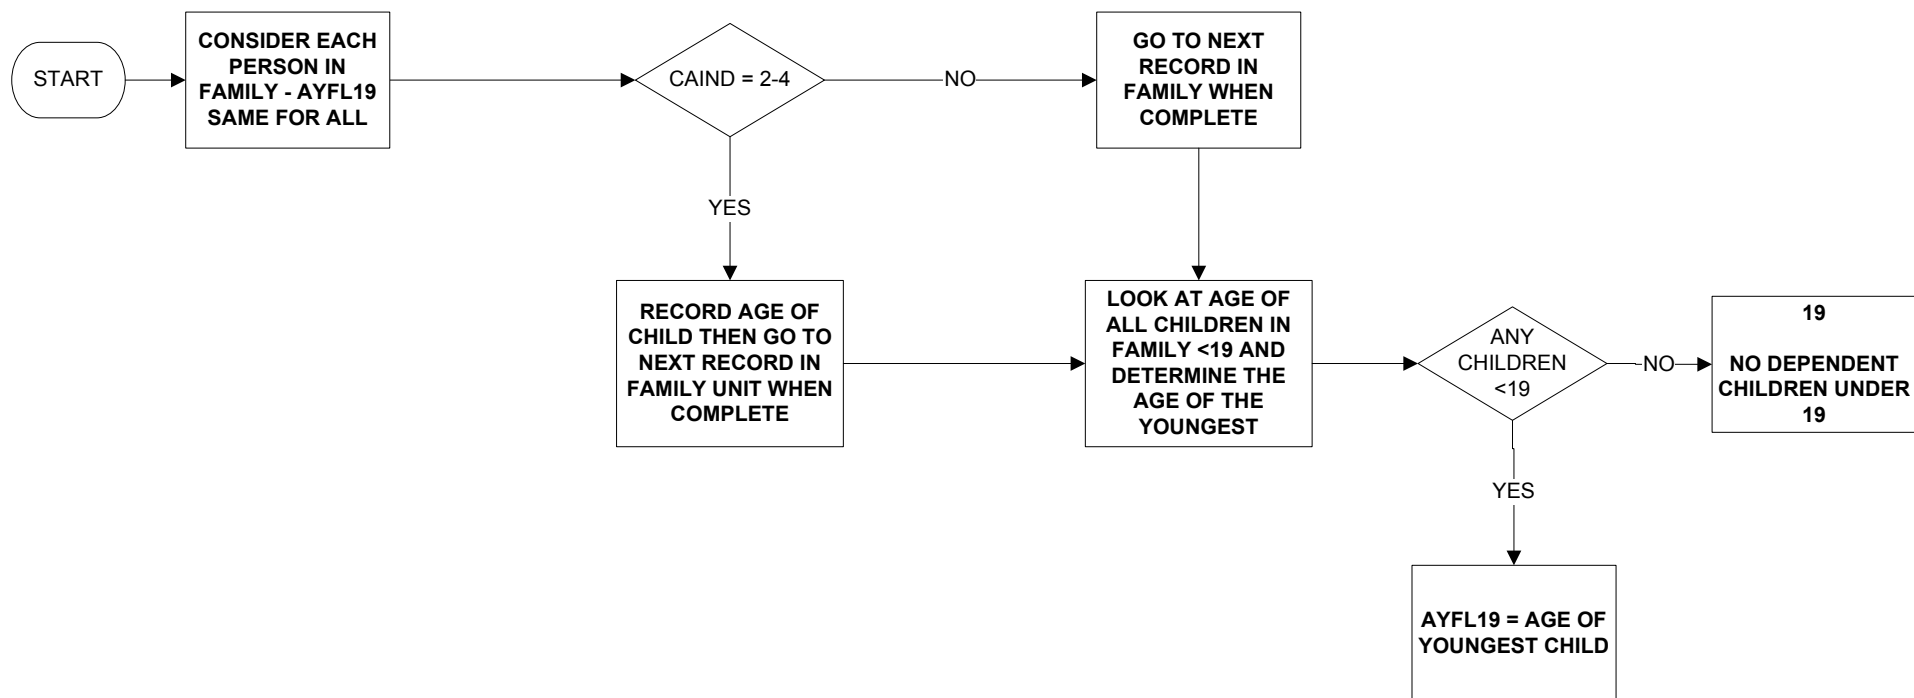 START
CONSIDER EACH
PERSON IN
FAMILY - AYFL19
SAME FOR ALL
CAIND = 2-4
NO
GO TO NEXT
RECORD IN
FAMILY WHEN
COMPLETE
YES
RECORD AGE OF
CHILD THEN GO TO
NEXT RECORD IN
FAMILY UNIT WHEN
COMPLETE
LOOK AT AGE OF
ALL CHILDREN IN
FAMILY <19 AND
DETERMINE THE
AGE OF THE
YOUNGEST
ANY
CHILDREN
<19
NO
19
NO DEPENDENT
CHILDREN UNDER
19
YES
AYFL19 = AGE OF
YOUNGEST CHILD